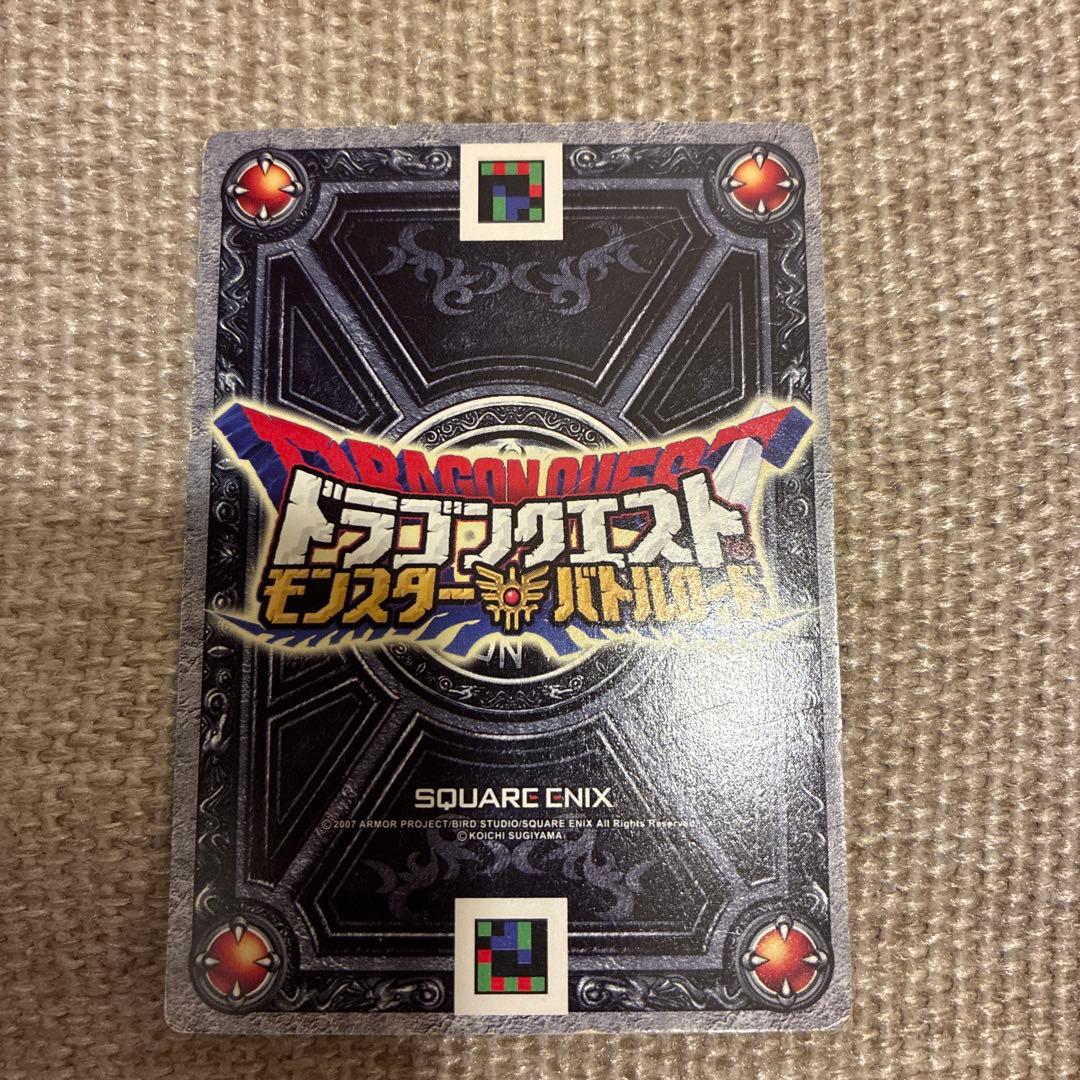 DRAGON QUEST
ドラゴンクエスト
モンスター バトルロード
SQUARE ENIX
©2007 ARMOR PROJECT/BIRD STUDIO/SQUARE ENIX All Rights Reserved.
©KOICHI SUGIYAMA